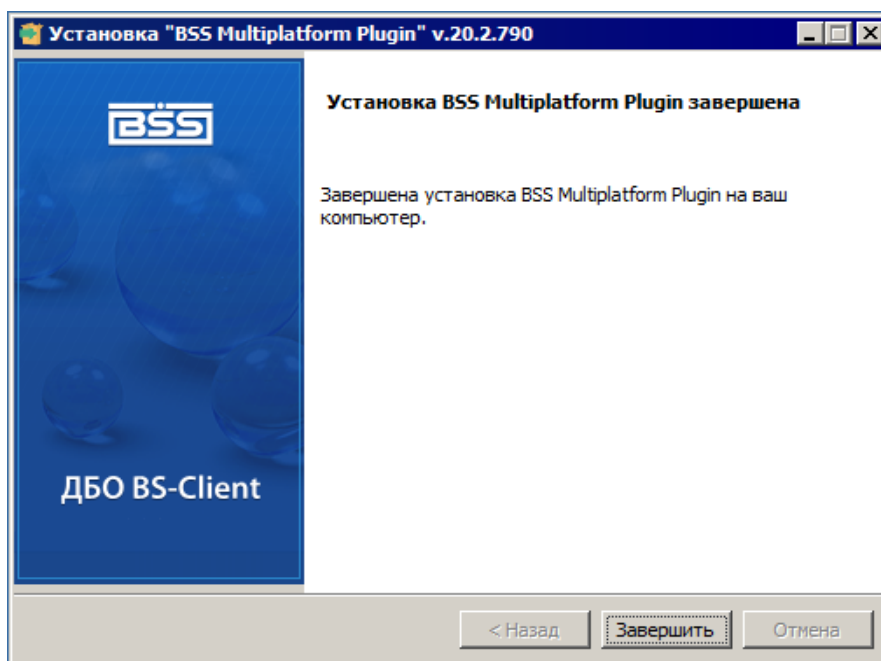 Установка "BSS Multiplatform Plugin" v.20.2.790
BSS
Установка BSS Multiplatform Plugin завершена
Завершена установка BSS Multiplatform Plugin на ваш
компьютер.
ДБО BS-Client
< Назад
Завершить
Отмена